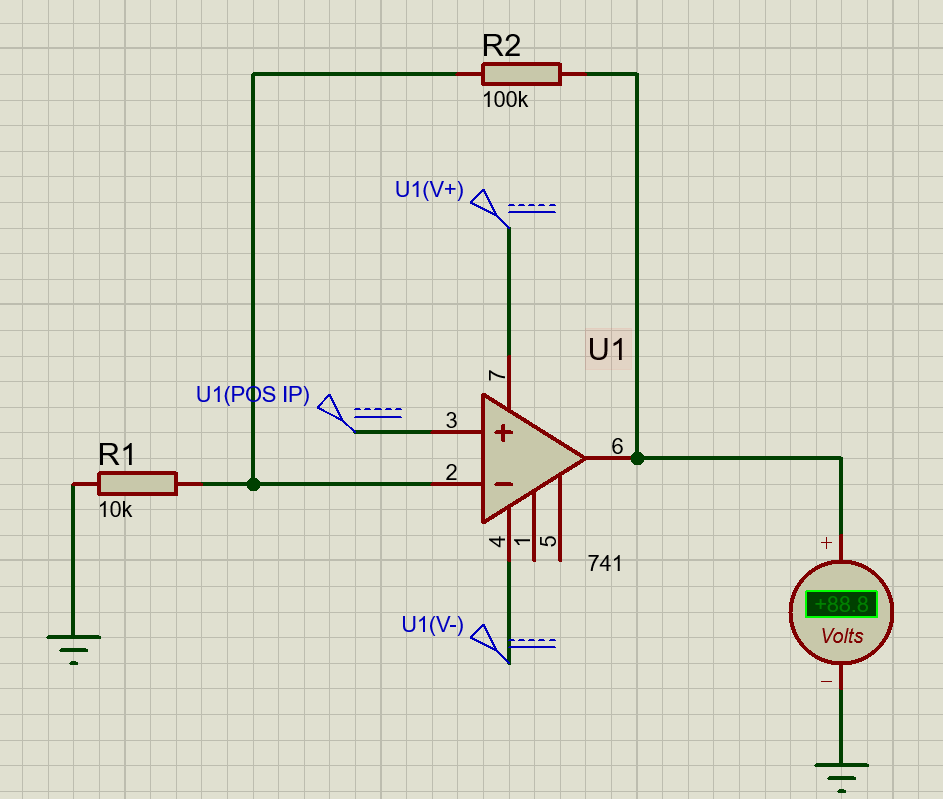 R2
100k
U1(V+)
U1
7
U1(POS IP)
3
+
6
R1
2
−
10k
4
1
5
741
+
+88.8
U1(V-)
Volts
−